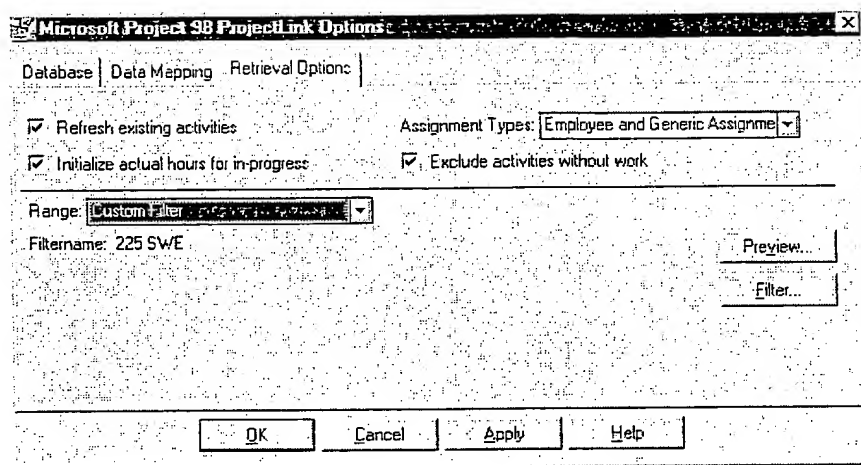 Microsoft Project 98 ProjectLink Options
Database Data Mapping Retrieval Options
Refresh existing activities Assignment Types: Employee and Generic Assignme
Initialize actual hours for in-progress Exclude activities without work
Range: Custom Filter
Filtername: 225 SWE
Preview...
Filter...
OK Cancel Apply Help